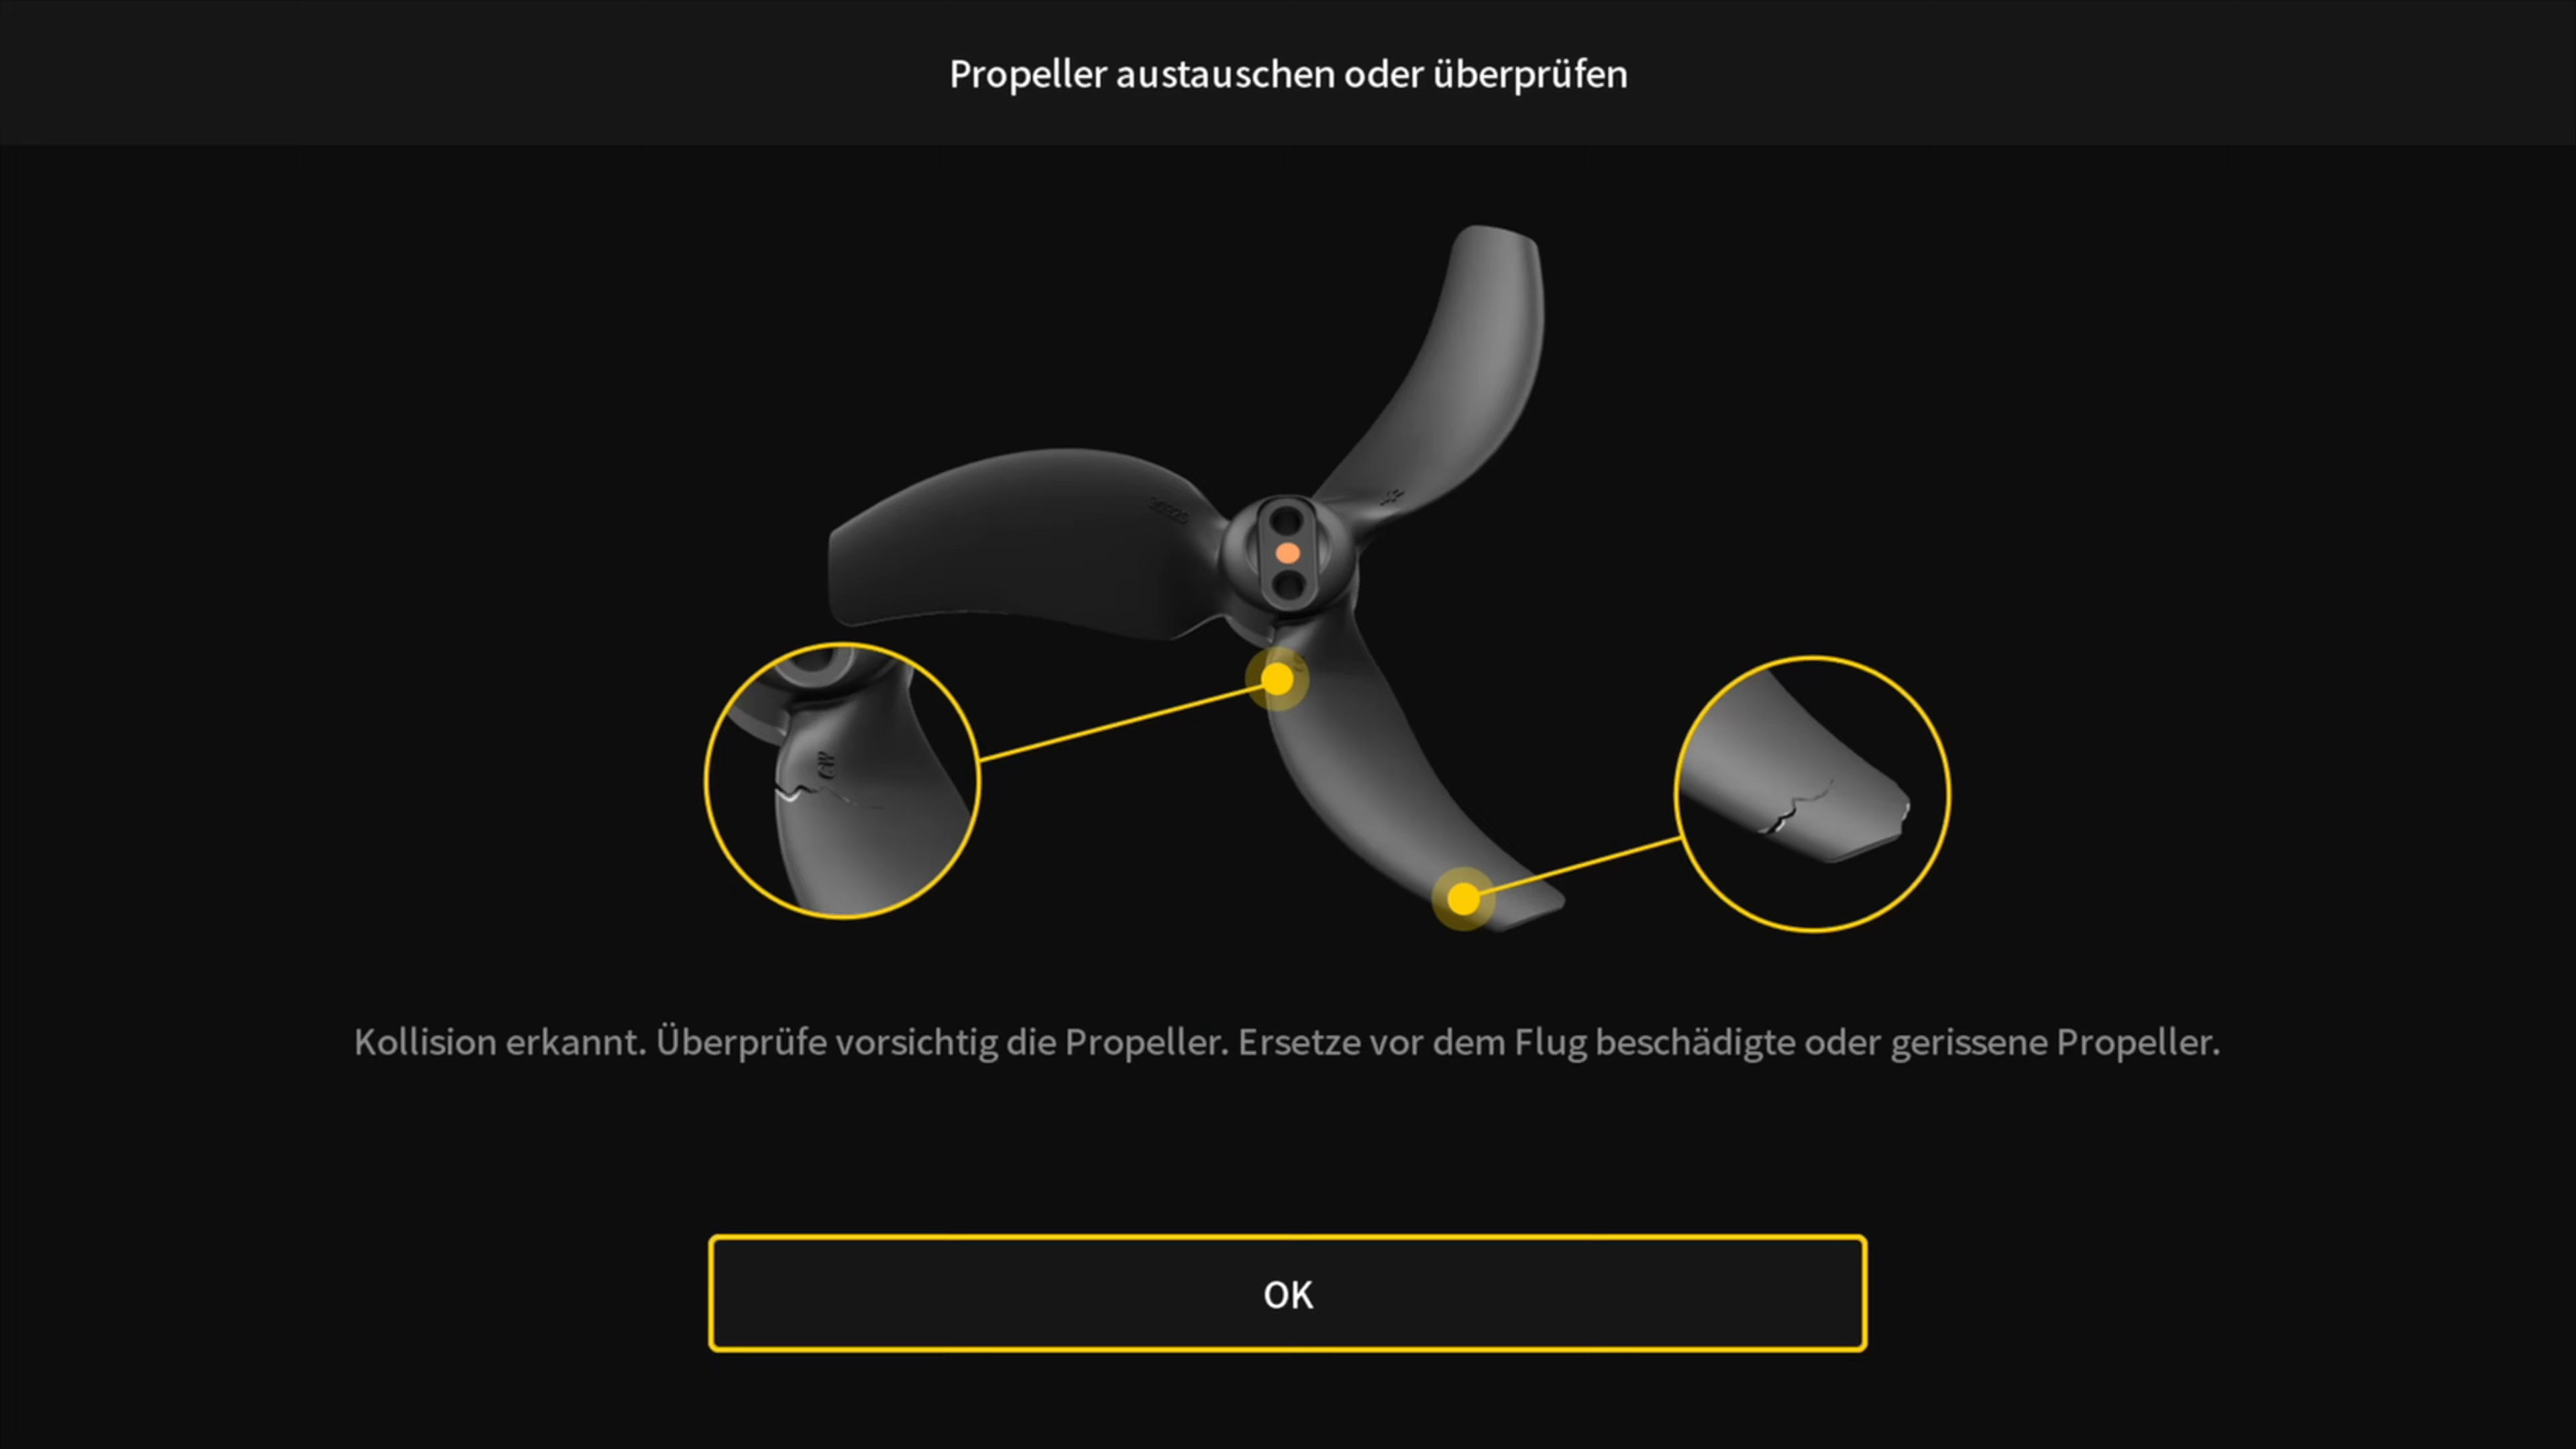 Propeller austauschen oder überprüfen
Kollision erkannt. Überprüfe vorsichtig die Propeller. Ersetze vor dem Flug beschädigte oder gerissene Propeller.
OK